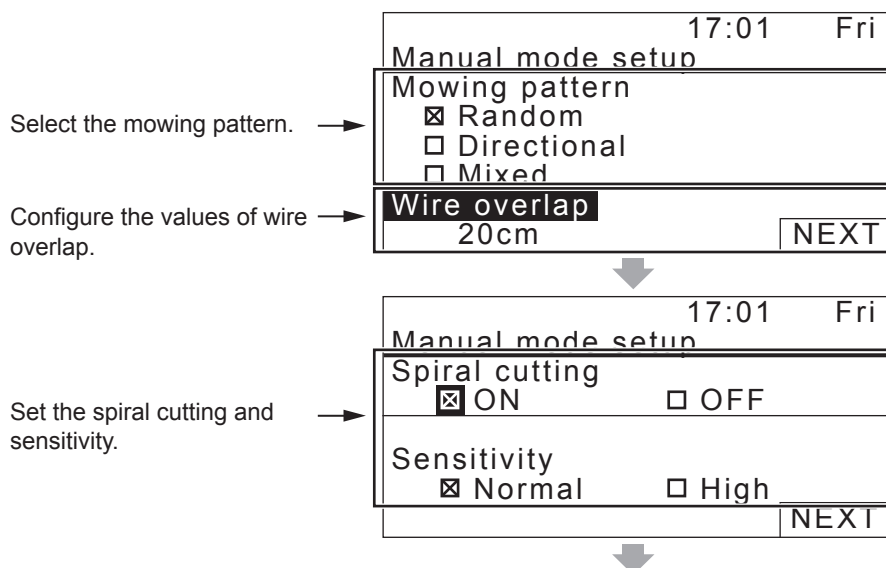 17:01 Fri
Manual mode setup
Select the mowing pattern.
Mowing pattern
☒ Random
☐ Directional
☐ Mixed
Configure the values of wire
overlap.
Wire overlap
20cm
NEXT
17:01 Fri
Manual mode setup
Set the spiral cutting and
sensitivity.
Spiral cutting
☒ ON ☐ OFF
Sensitivity
☒ Normal ☐ High
NEXT